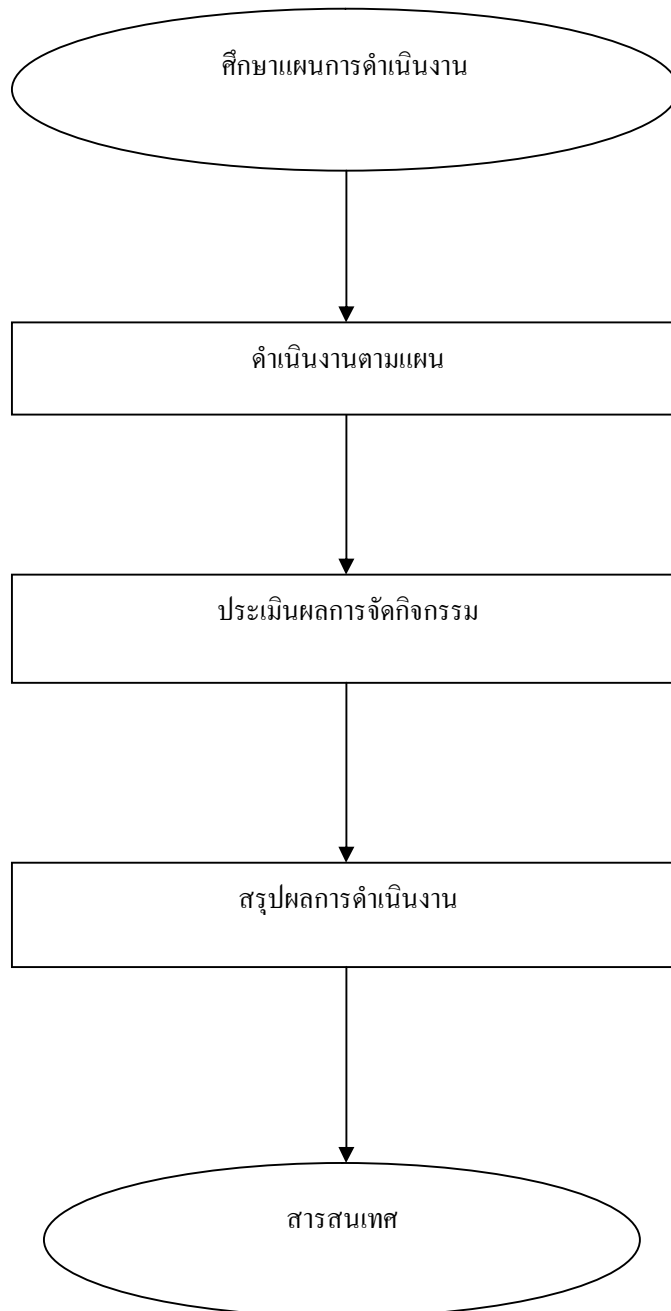 ศึกษาแผนการดำเนินงาน
ดำเนินงานตามแผน
ประเมินผลการจัดกิจกรรม
สรุปผลการดำเนินงาน
สารสนเทศ